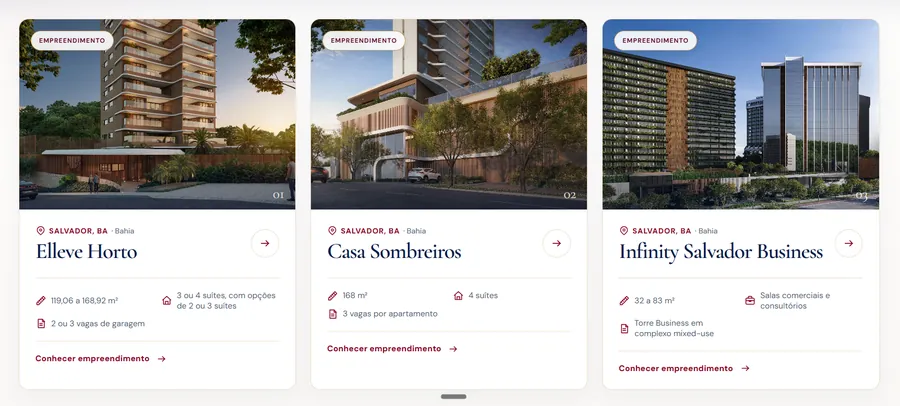 EMPREENDIMENTO
01
SALVADOR, BA · Bahia
Elleve Horto
119,06 a 168,92 m²
3 ou 4 suítes, com opções
de 2 ou 3 suítes
2 ou 3 vagas de garagem
Conhecer empreendimento →
EMPREENDIMENTO
02
SALVADOR, BA · Bahia
Casa Sombreiros
168 m²
4 suítes
3 vagas por apartamento
Conhecer empreendimento →
EMPREENDIMENTO
03
SALVADOR, BA · Bahia
Infinity Salvador Business
32 a 83 m²
Salas comerciais e
consultórios
Torre Business em
complexo mixed-use
Conhecer empreendimento →